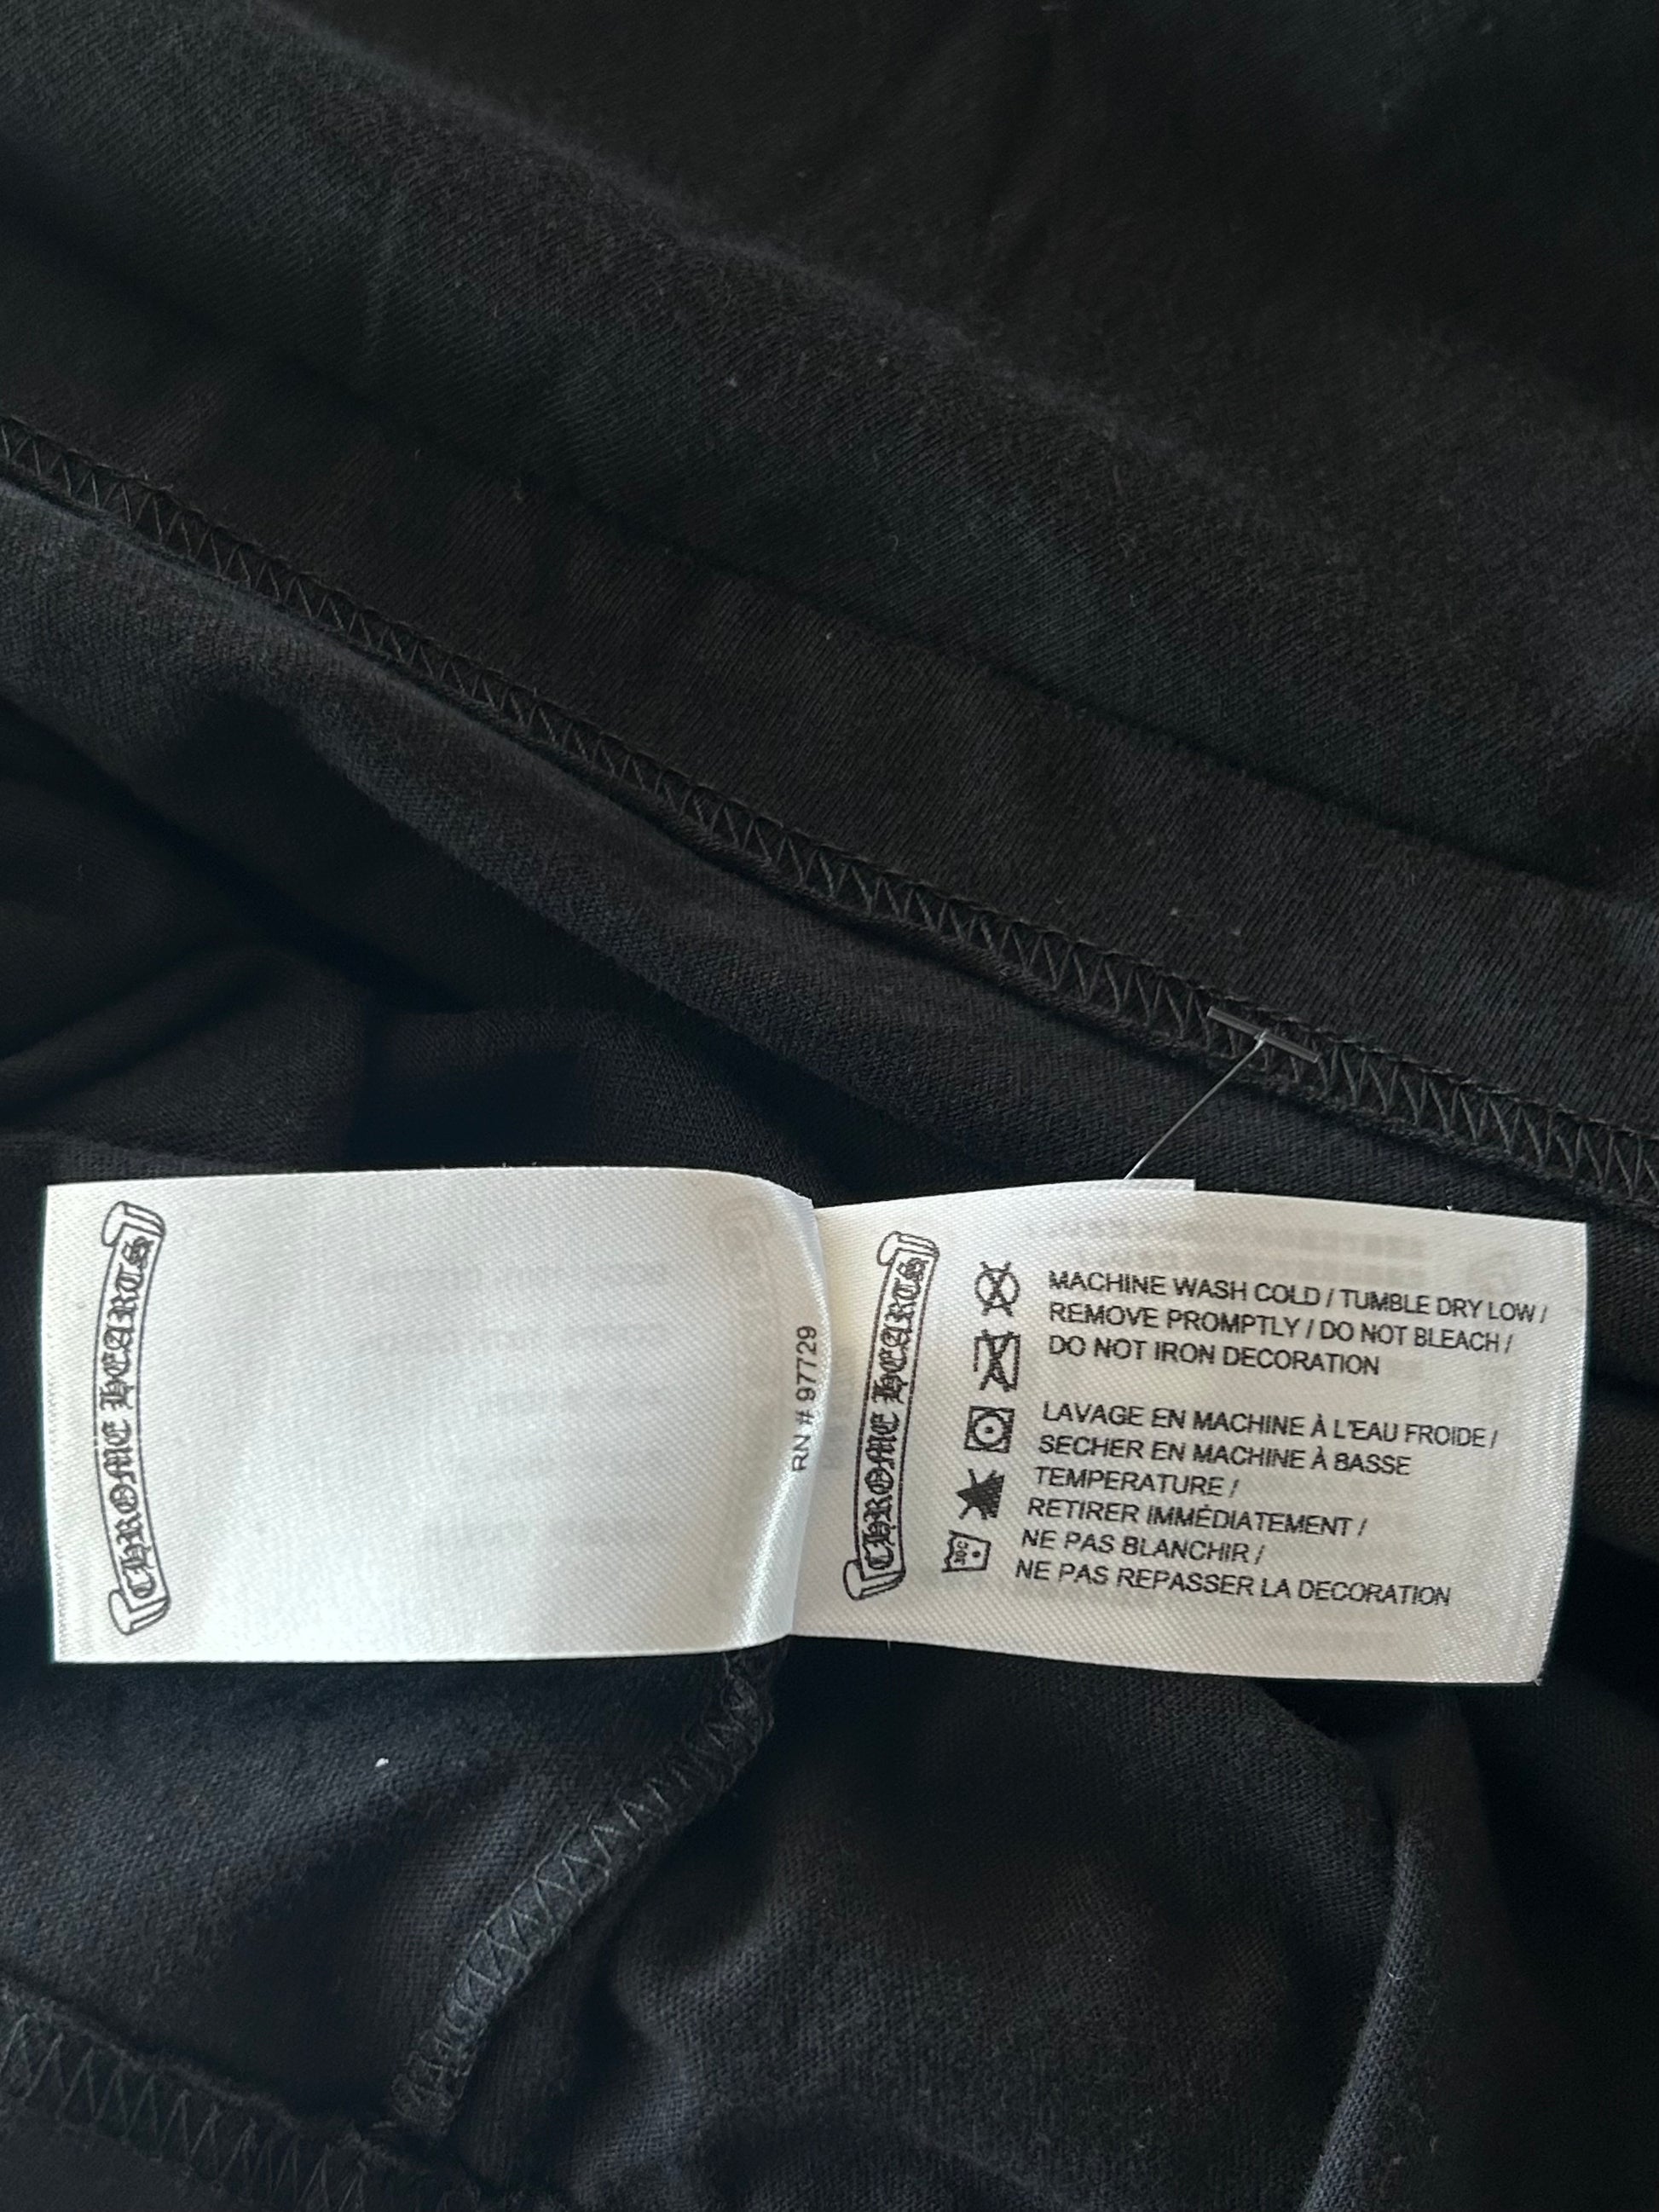 CHROME HEARTS
RN # 97729
CHROME HEARTS
MACHINE WASH COLD / TUMBLE DRY LOW /
REMOVE PROMPTLY / DO NOT BLEACH /
DO NOT IRON DECORATION
LAVAGE EN MACHINE À L'EAU FROIDE /
SECHER EN MACHINE À BASSE
TEMPERATURE /
RETIRER IMMÉDIATEMENT /
NE PAS BLANCHIR /
NE PAS REPASSER LA DECORATION
30C